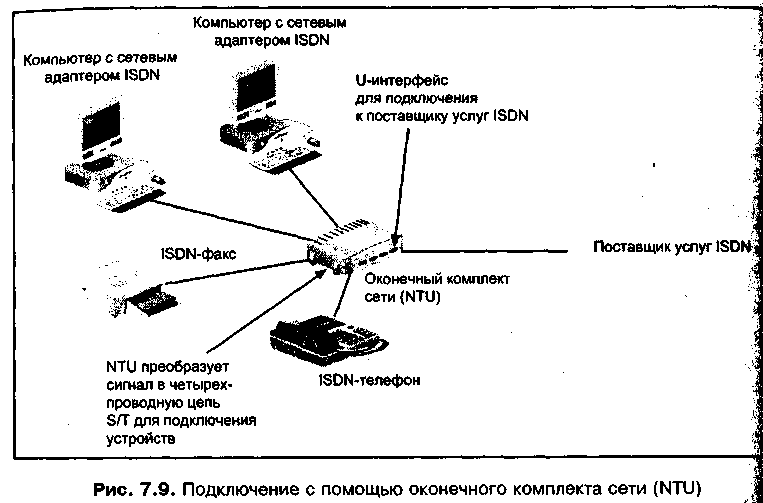 Компьютер с сетевым
адаптером ISDN
Компьютер с сетевым
адаптером ISDN
U-интерфейс
для подключения
к поставщику услуг ISDN
ISDN-факс
Поставщик услуг ISDN
Оконечный комплект
сети (NTU)
NTU преобразует
сигнал в четырех-
проводную цепь
S/T для подключения
устройств
ISDN-телефон
Рис. 7.9. Подключение с помощью оконечного комплекта сети (NTU)